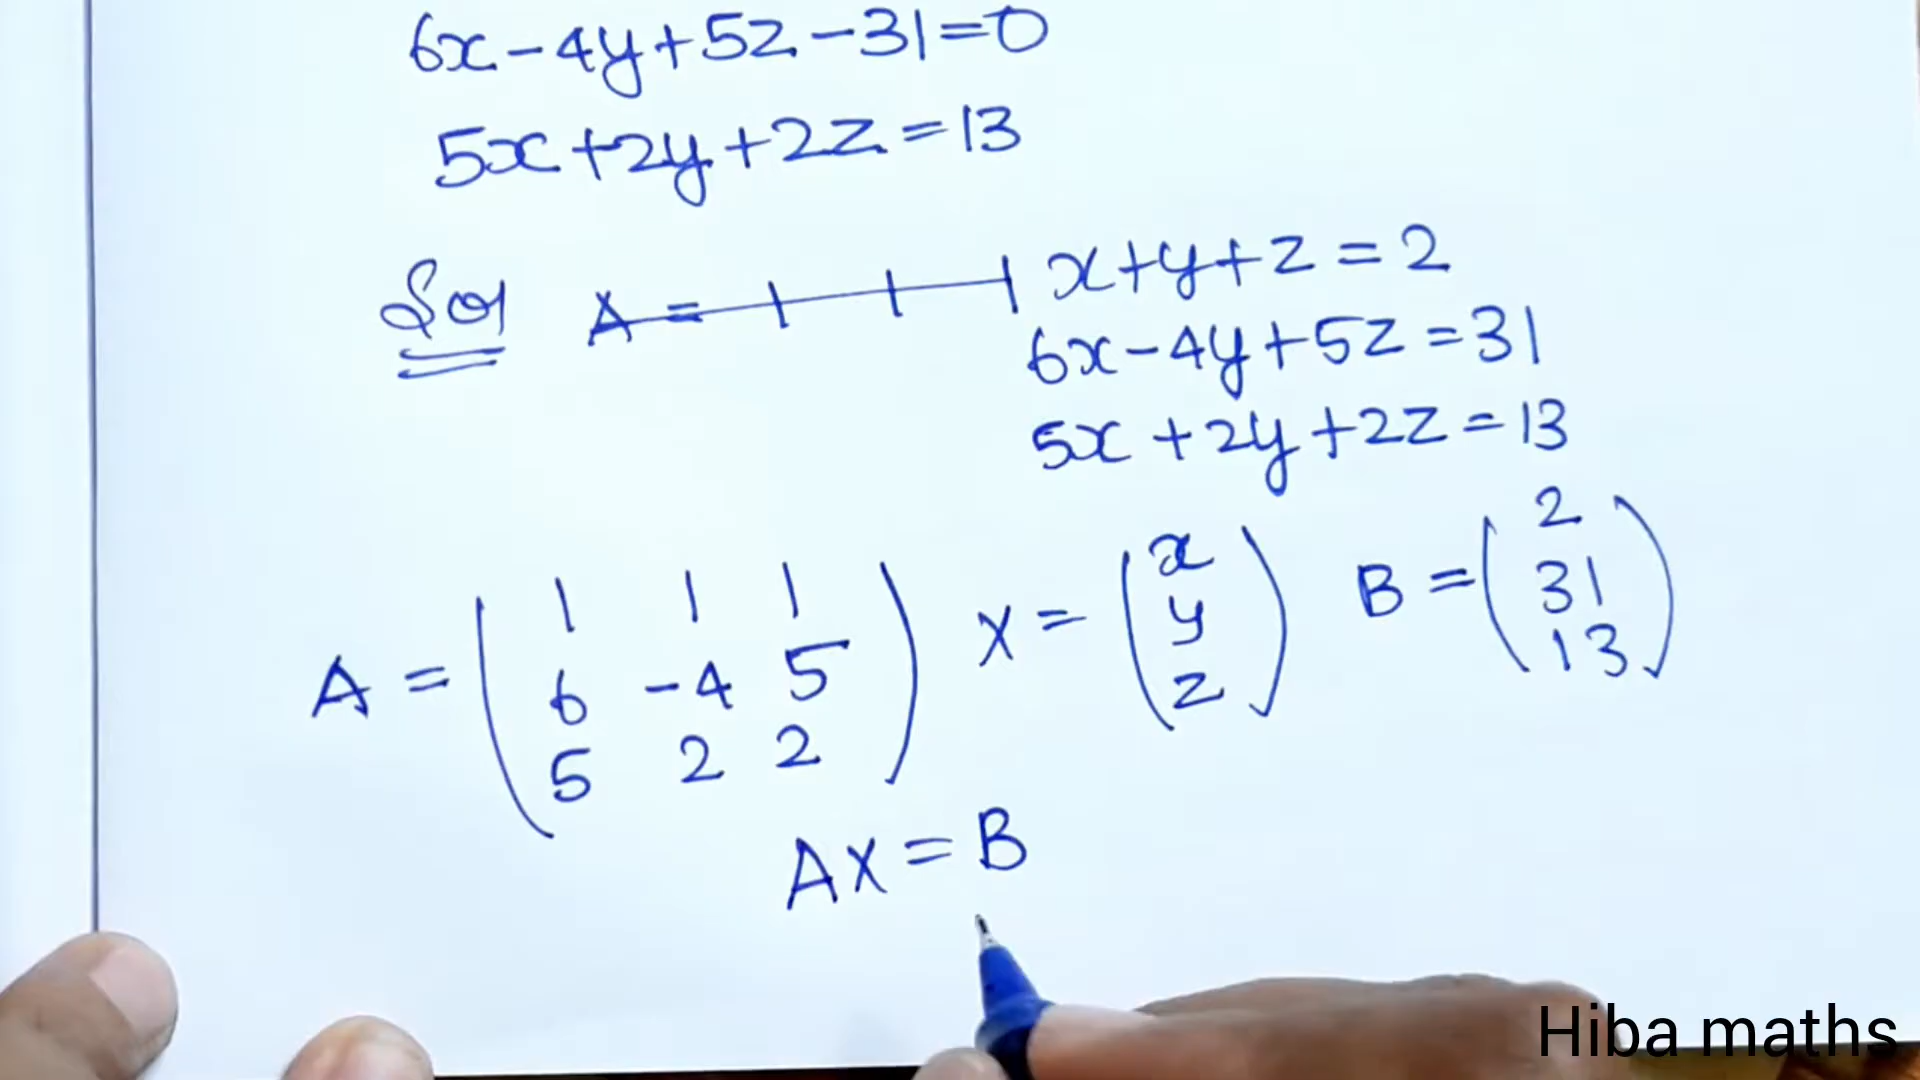 6x-4y+5z-31=0
5x+2y+2z=13
Sol A = 1 1 1 x+y+z=2
6x-4y+5z=31
5x+2y+2z=13
A = ( 1 1 1
6 -4 5
5 2 2 ) X = ( x
y
z ) B = ( 2
31
13 )
AX=B
Hiba maths